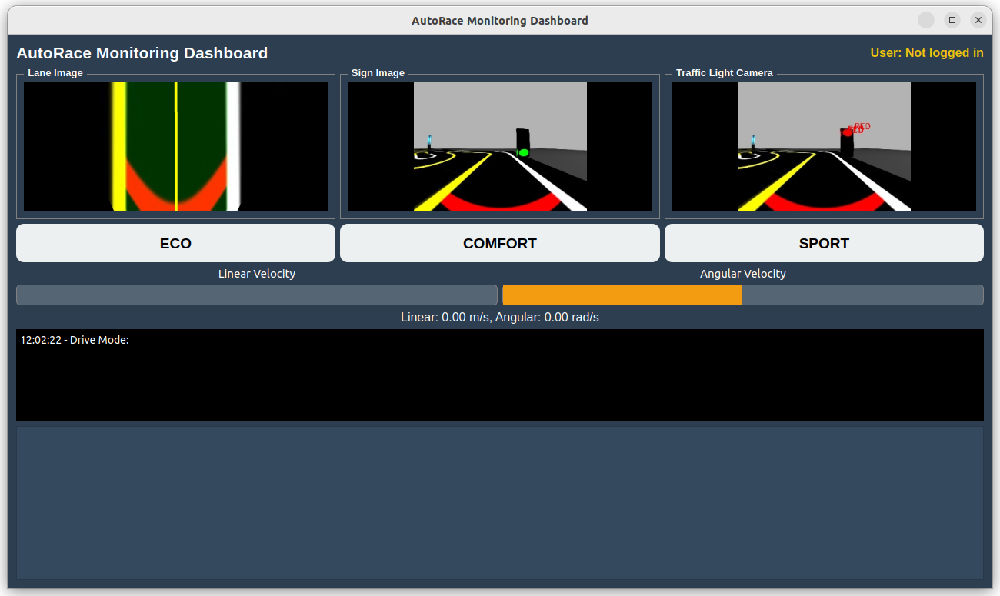 AutoRace Monitoring Dashboard
AutoRace Monitoring Dashboard
User: Not logged in
Lane Image
Sign Image
Traffic Light Camera
RED
ECO
COMFORT
SPORT
Linear Velocity
Angular Velocity
Linear: 0.00 m/s, Angular: 0.00 rad/s
12:02:22 - Drive Mode: